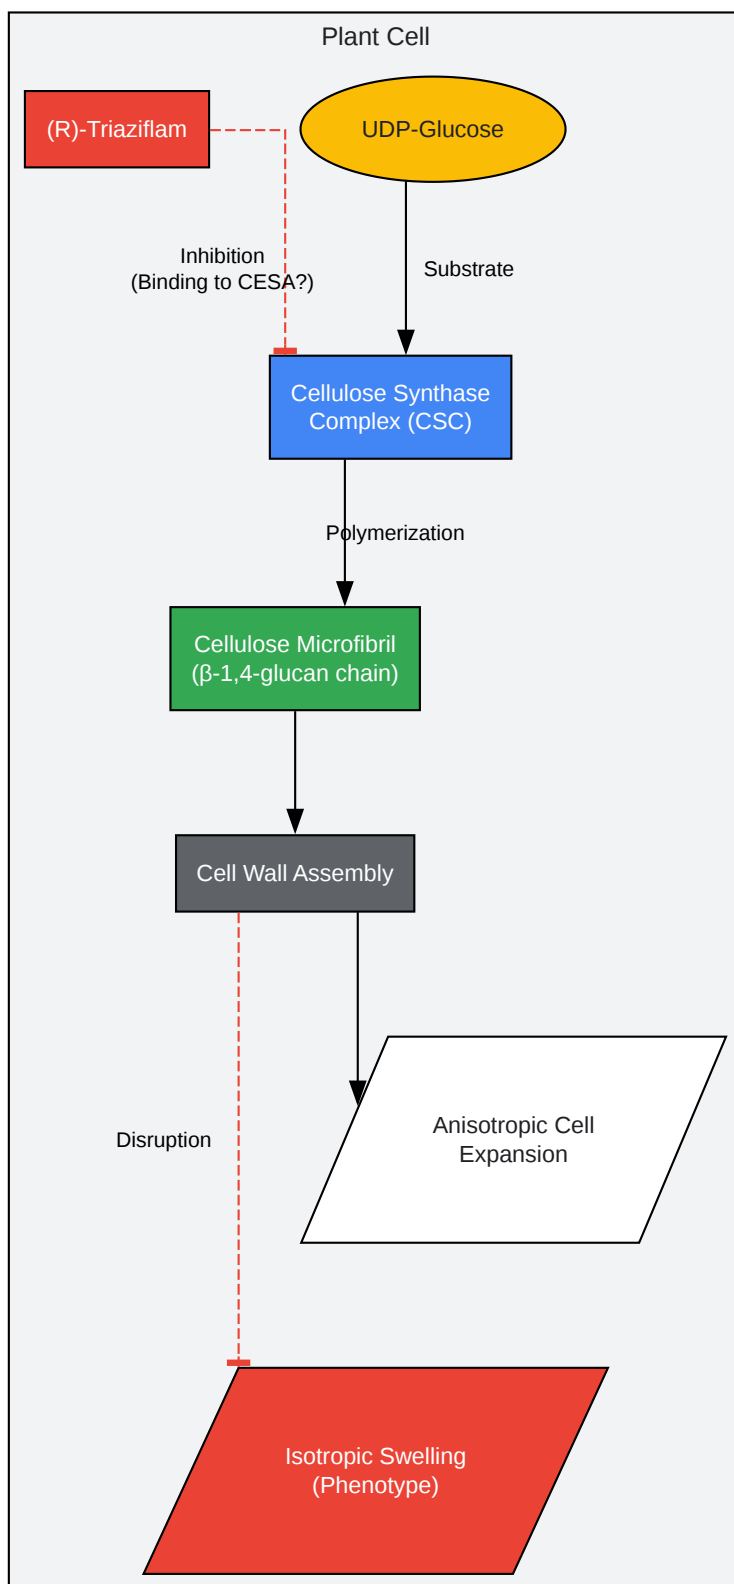 Plant Cell
(R)-Triaziflam
UDP-Glucose
Inhibition
(Binding to CESA?)
Substrate
Cellulose Synthase
Complex (CSC)
Polymerization
Cellulose Microfibril
(β-1,4-glucan chain)
Cell Wall Assembly
Anisotropic Cell
Expansion
Disruption
Isotropic Swelling
(Phenotype)